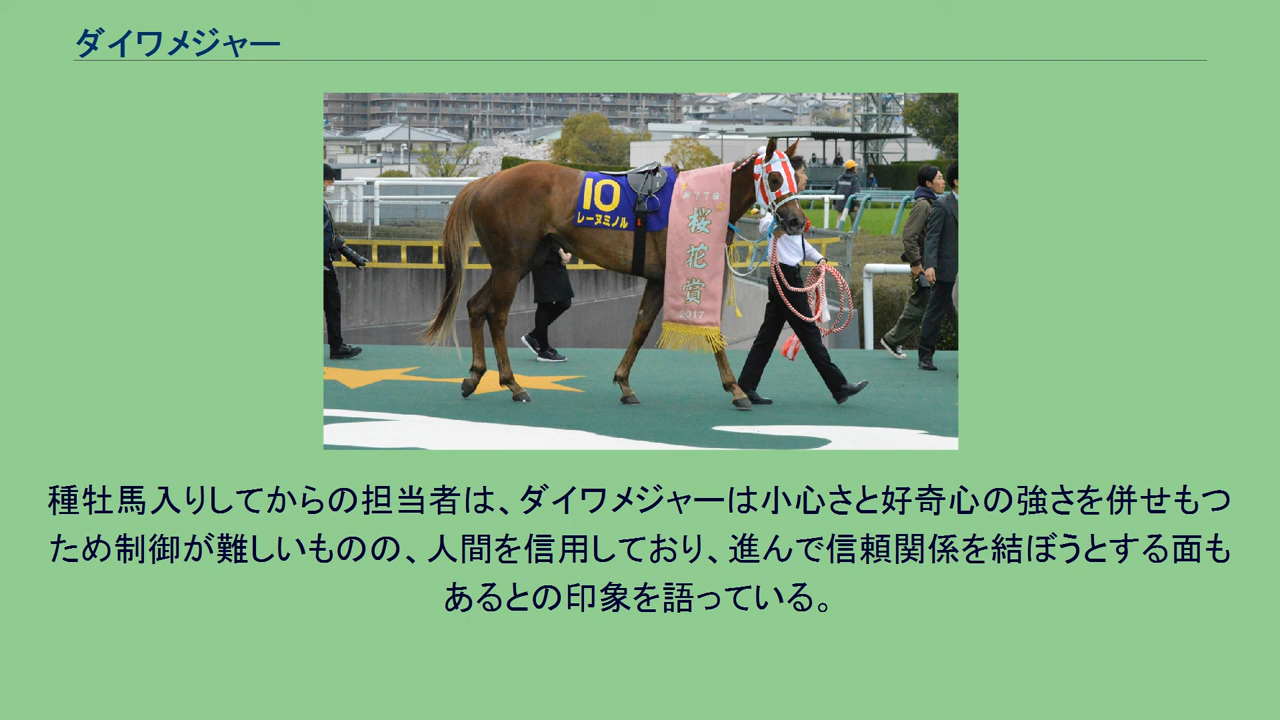 ダイワメジャー
10
レーヌミノル
第77回
桜花賞
2017
種牡馬入りしてからの担当者は、ダイワメジャーは小心さと好奇心の強さを併せもつ
ため制御が難しいものの、人間を信用しており、進んで信頼関係を結ぼうとする面も
あるとの印象を語っている。